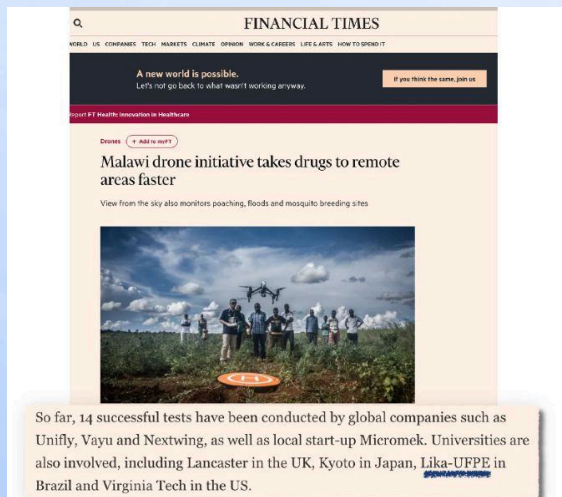 FINANCIAL TIMES
WORLD US COMPANIES TECH MARKETS CLIMATE OPINION WORK & CAREERS LIFE & ARTS HOW TO SPEND IT
A new world is possible.
Let's not go back to what wasn't working anyway.
If you think the same, join us
FT Health: Innovation in Healthcare
Drones + Add to myFT
Malawi drone initiative takes drugs to remote
areas faster
View from the sky also monitors poaching, floods and mosquito breeding sites
So far, 14 successful tests have been conducted by global companies such as
Unifly, Vayu and Nextwing, as well as local start-up Micromek. Universities are
also involved, including Lancaster in the UK, Kyoto in Japan, Lika-UFPE in
Brazil and Virginia Tech in the US.